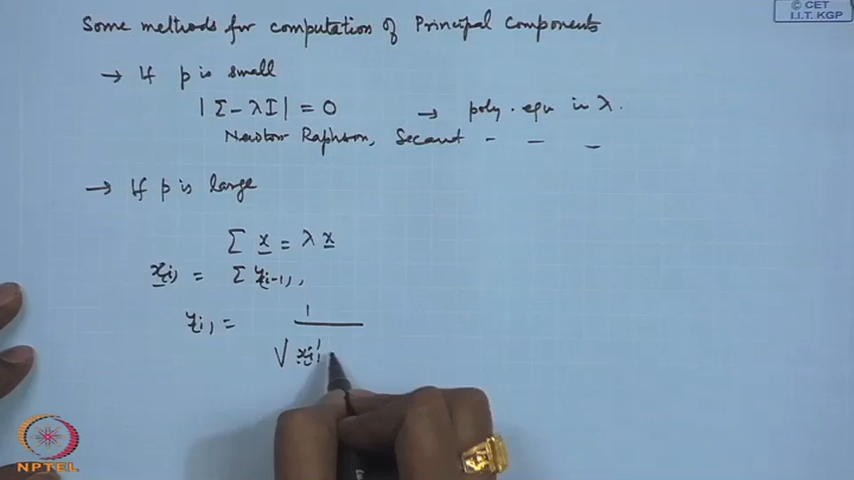 © CET
I.I.T. KGP
Some methods for computation of Principal Components
→ If p is small
|Σ - λI| = 0 → poly. equ in λ.
Newton Raphson, Secant - - -
→ If p is large
Σ x = λ x
x(i) = Σ y(i-1),
y(i) = 1
√ x(i)'
NPTEL